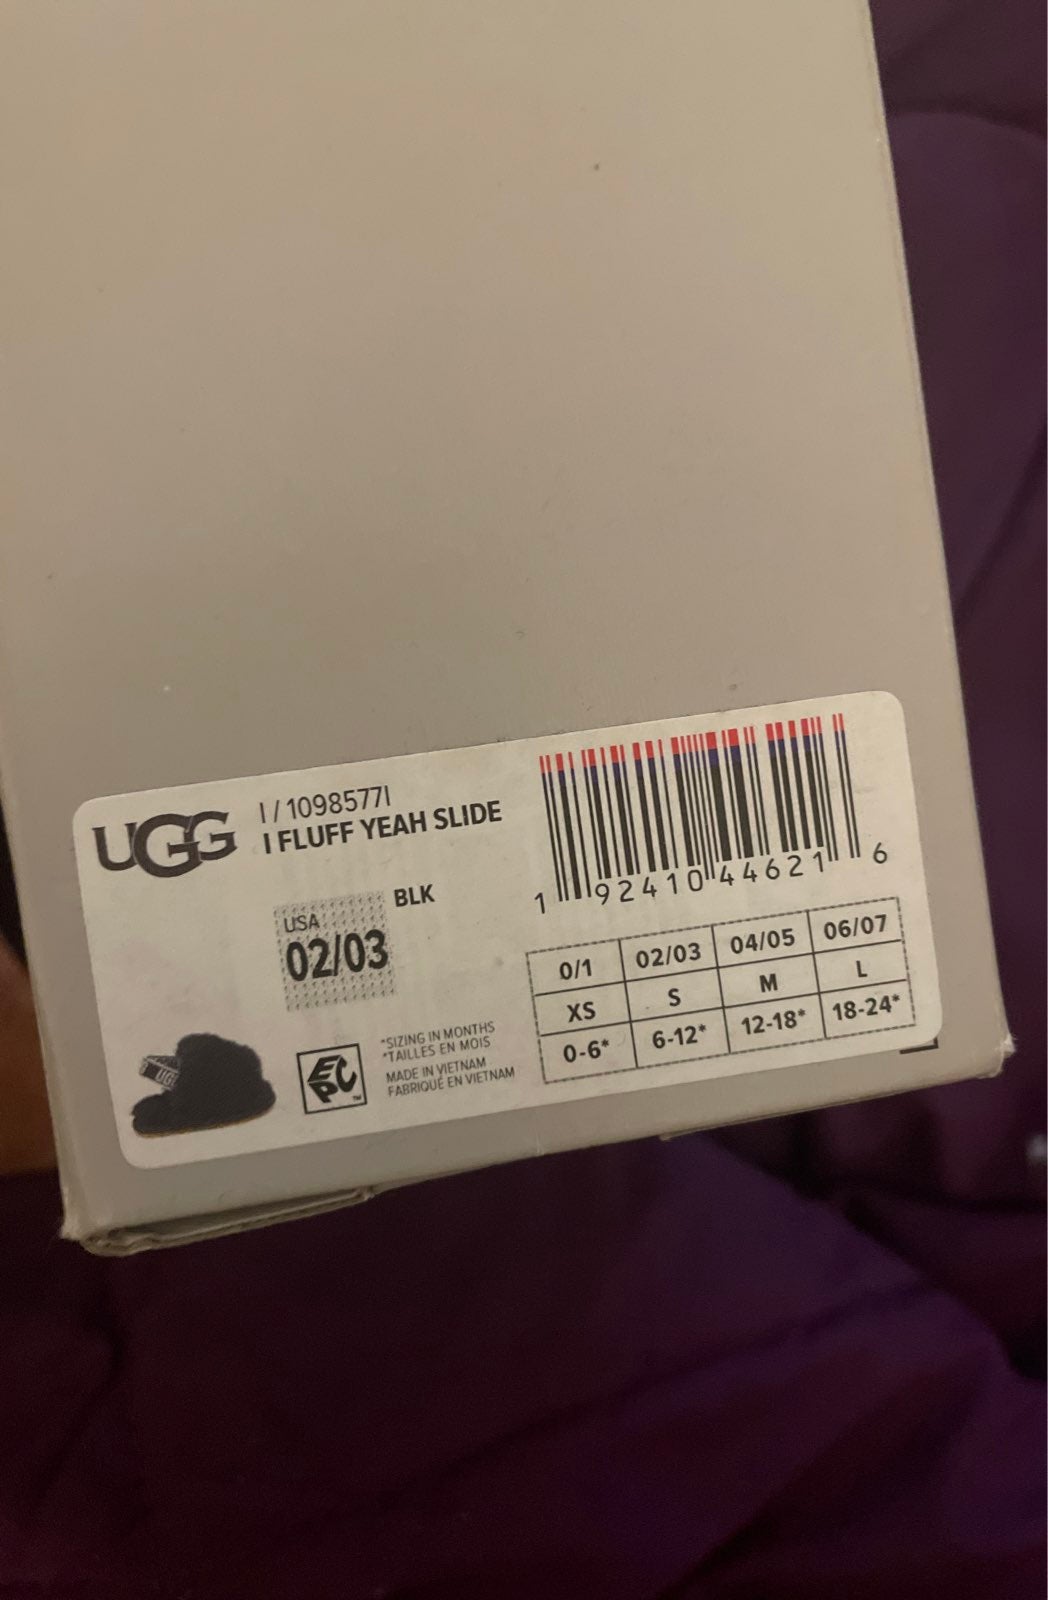 UGG
I / 1098577I
I FLUFF YEAH SLIDE
BLK
USA
02/03
1 92410 44621 6
0/1 02/03 04/05 06/07
XS S M L
0-6* 6-12* 12-18* 18-24*
EPC™
*SIZING IN MONTHS
*TAILLES EN MOIS
MADE IN VIETNAM
FABRIQUÉ EN VIETNAM
UGG